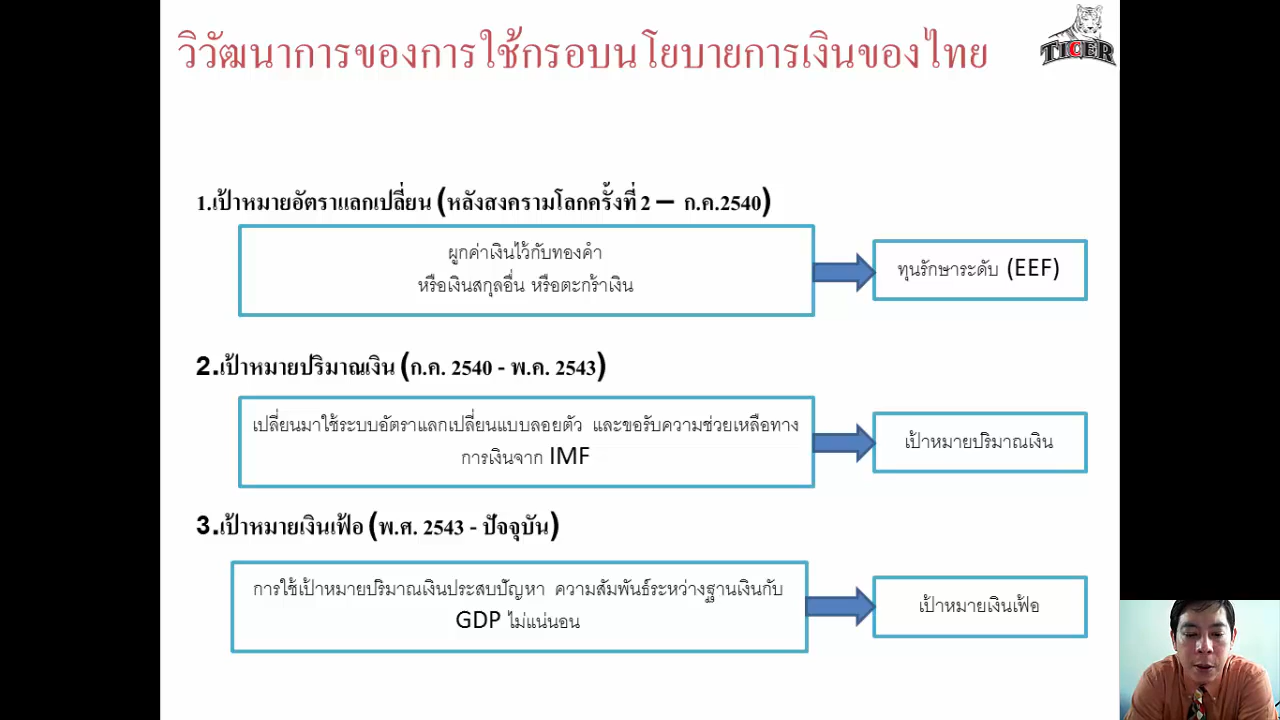 วิวัฒนาการของการใช้กรอบนโยบายการเงินของไทย
TICER
1.เป้าหมายอัตราแลกเปลี่ยน (หลังสงครามโลกครั้งที่ 2 – ก.ค.2540)
ผูกค่าเงินไว้กับทองคำ
หรือเงินสกุลอื่น หรือตะกร้าเงิน
ทุนรักษาระดับ (EEF)
2.เป้าหมายปริมาณเงิน (ก.ค. 2540 - พ.ค. 2543)
เปลี่ยนมาใช้ระบบอัตราแลกเปลี่ยนแบบลอยตัว และขอรับความช่วยเหลือทาง
การเงินจาก IMF
เป้าหมายปริมาณเงิน
3.เป้าหมายเงินเฟ้อ (พ.ศ. 2543 - ปัจจุบัน)
การใช้เป้าหมายปริมาณเงินประสบปัญหา ความสัมพันธ์ระหว่างฐานเงินกับ
GDP ไม่แน่นอน
เป้าหมายเงินเฟ้อ